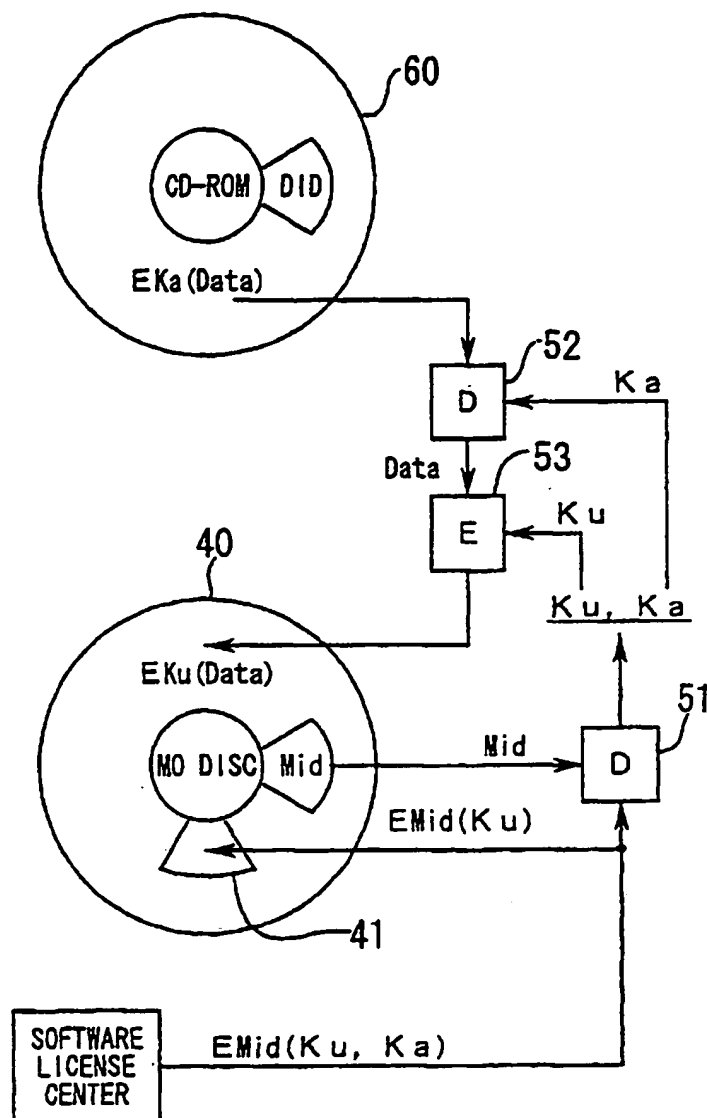 60
CD-ROM DID
EKa(Data)
52
D
Ka
Data
53
E
Ku
40
Ku, Ka
EKu(Data)
51
MO DISC Mid
Mid
D
EMid(Ku)
41
SOFTWARE
LICENSE
CENTER
EMid(Ku, Ka)